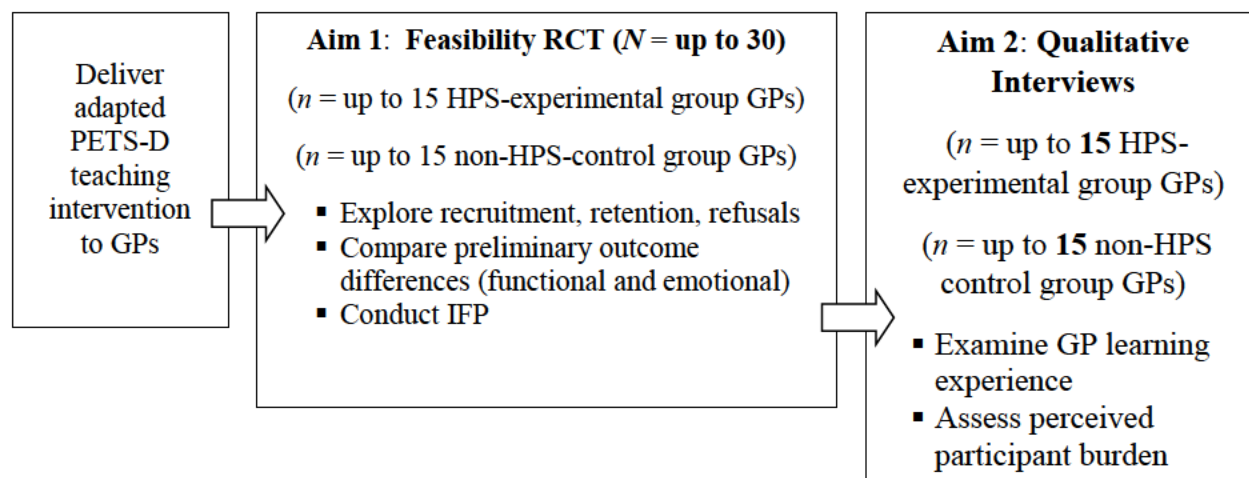 Deliver
adapted
PETS-D
teaching
intervention
to GPs
Aim 1:  Feasibility RCT (N = up to 30)
(n = up to 15 HPS-experimental group GPs)
(n = up to 15 non-HPS-control group GPs)
▪ Explore recruitment, retention, refusals
▪ Compare preliminary outcome
differences (functional and emotional)
▪ Conduct IFP
Aim 2: Qualitative
Interviews
(n = up to 15 HPS-
experimental group GPs)
(n = up to 15 non-HPS
control group GPs)
▪ Examine GP learning
experience
▪ Assess perceived
participant burden